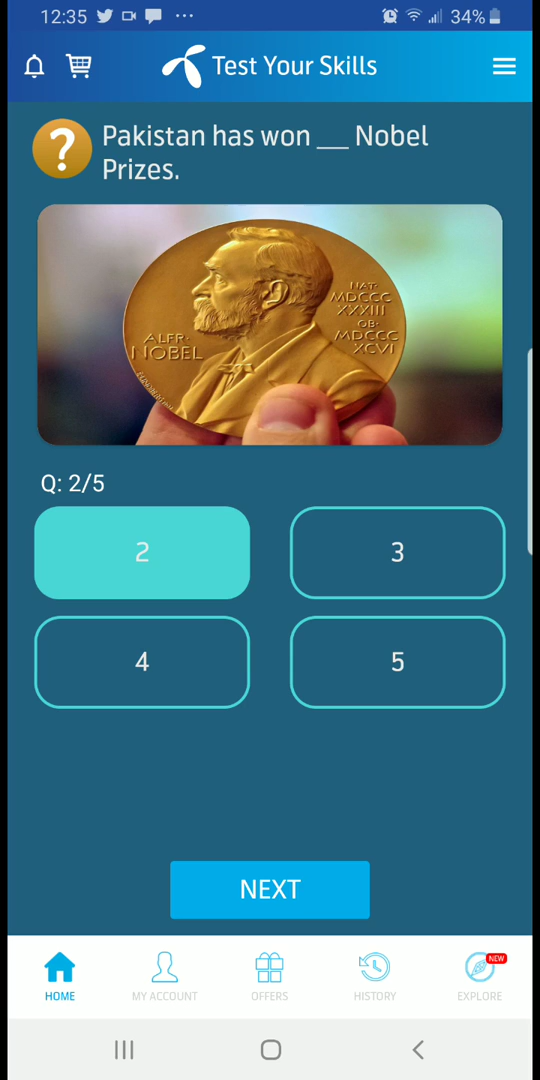 12:35
34%
Test Your Skills
Pakistan has won __ Nobel
Prizes.
ALFR·
NOBEL
NAT·
MDCCC
XXXIII
OB·
MDCCC
XCVI
Q: 2/5
2
3
4
5
NEXT
NEW
HOME
MY ACCOUNT
OFFERS
HISTORY
EXPLORE